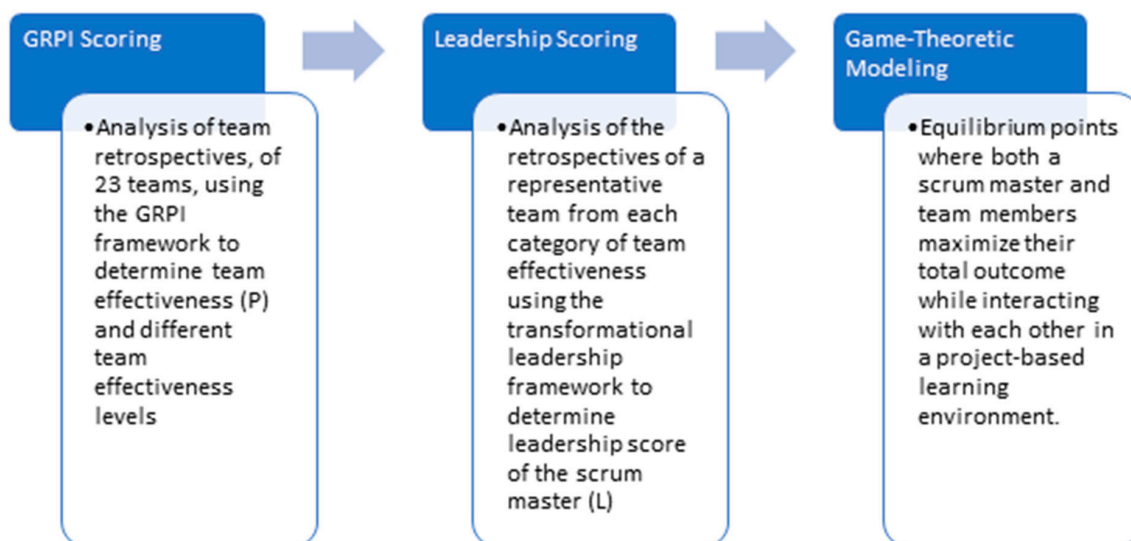 GRPI Scoring
•Analysis of team
retrospectives, of
23 teams, using
the GRPI
framework to
determine team
effectiveness (P)
and different
team
effectiveness
levels
Leadership Scoring
•Analysis of the
retrospectives of a
representative
team from each
category of team
effectiveness
using the
transformational
leadership
framework to
determine
leadership score
of the scrum
master (L)
Game-Theoretic
Modeling
•Equilibrium points
where both a
scrum master and
team members
maximize their
total outcome
while interacting
with each other in
a project-based
learning
environment.